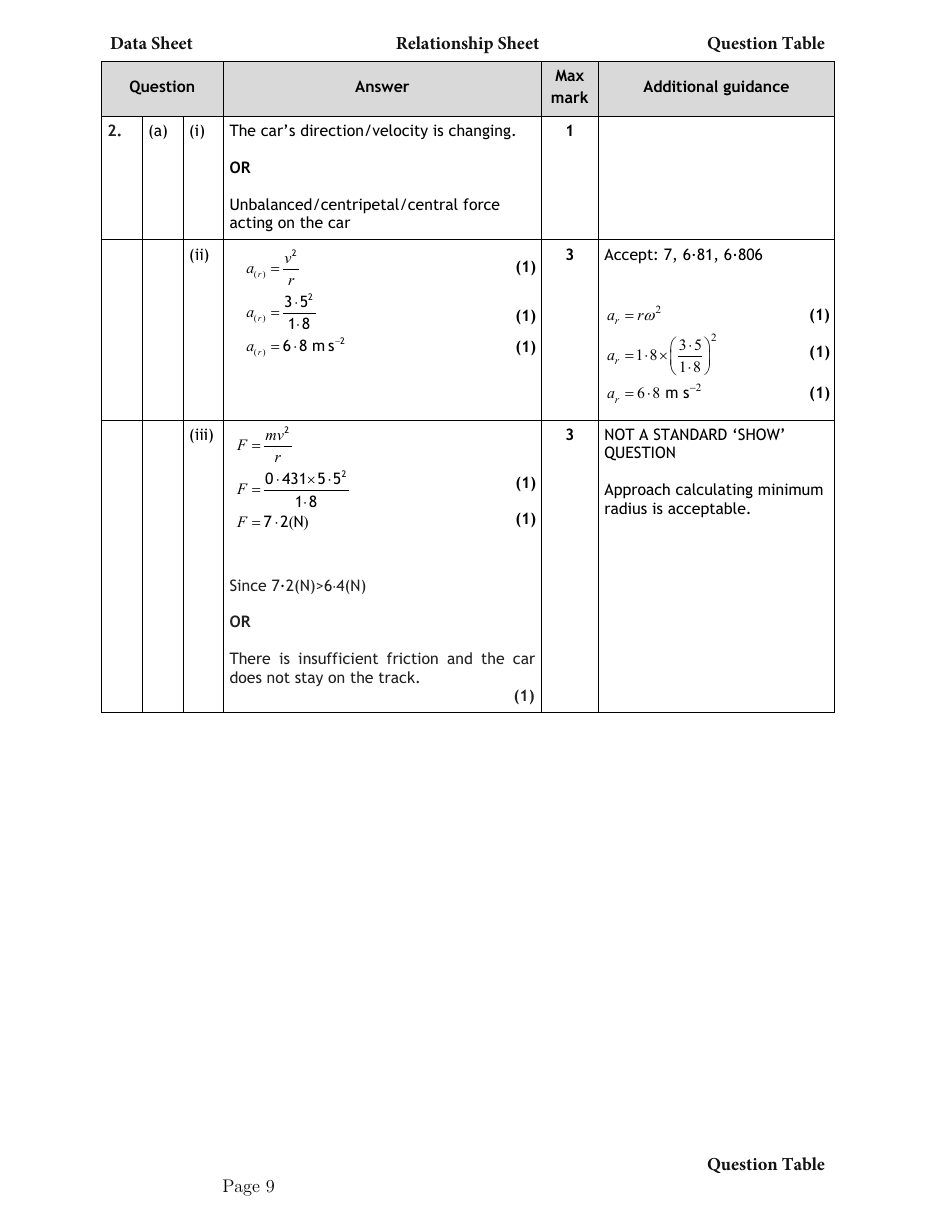 Data Sheet Relationship Sheet Question Table
Question Answer Max mark Additional guidance
2. (a) (i) The car's direction/velocity is changing. 1
OR
Unbalanced/centripetal/central force
acting on the car
(ii) a(r) = v²/r (1) 3 Accept: 7, 6·81, 6·806
a(r) = 3·5²/1·8 (1)
a(r) = 6·8 m s⁻² (1)
aᵣ = rω² (1)
aᵣ = 1·8×(3·5/1·8)² (1)
aᵣ = 6·8 m s⁻² (1)
(iii) F = mv²/r 3 NOT A STANDARD ‘SHOW’
QUESTION
F = 0·431×5·5²/1·8 (1)
F = 7·2(N) (1)
Approach calculating minimum
radius is acceptable.
Since 7·2(N)>6·4(N)
OR
There is insufficient friction and the car
does not stay on the track.
(1)
Question Table
Page 9